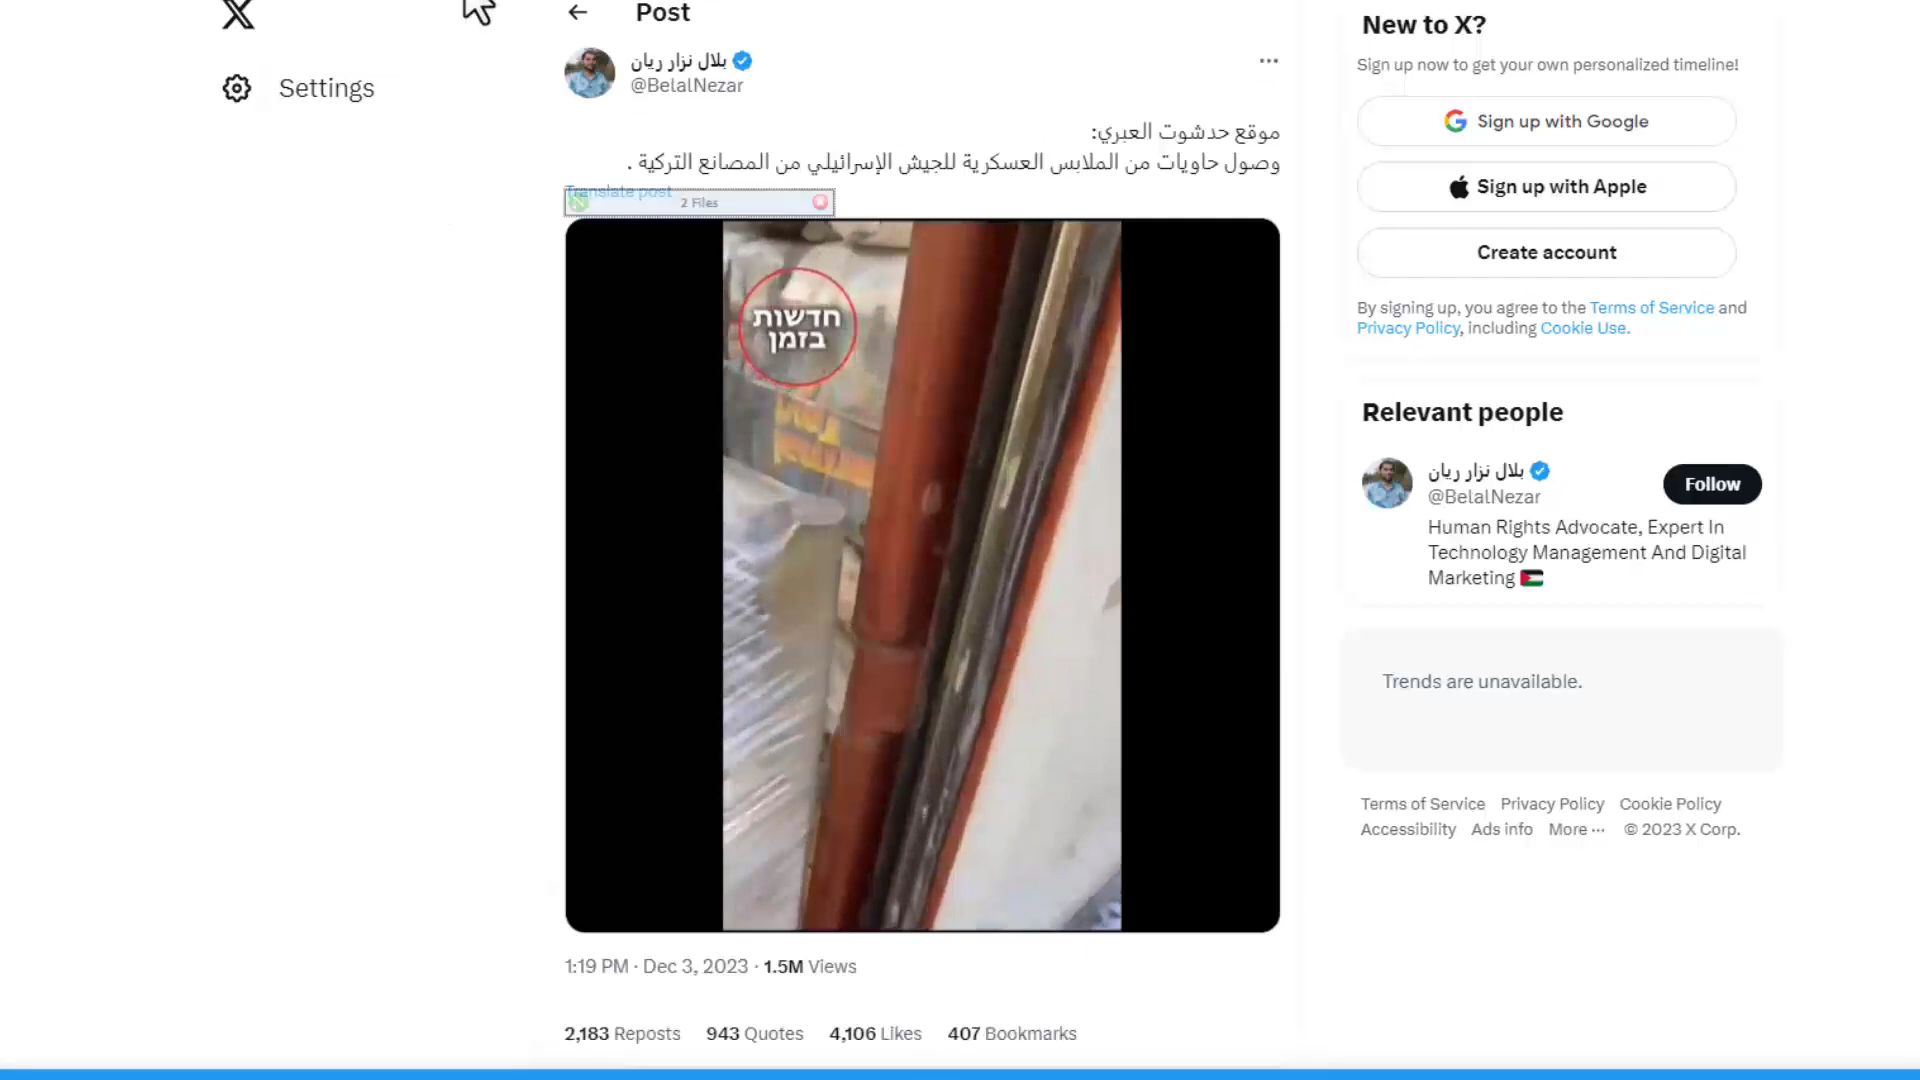 Post
Settings
بلال نزار ريان
@BelalNezar
موقع حدشوت العبري:
وصول حاويات من الملابس العسكرية للجيش الإسرائيلي من المصانع التركية .
Translate post
2 Files
חדשות
בזמן
1:19 PM · Dec 3, 2023 · 1.5M Views
2,183 Reposts 943 Quotes 4,106 Likes 407 Bookmarks
New to X?
Sign up now to get your own personalized timeline!
Sign up with Google
Sign up with Apple
Create account
By signing up, you agree to the Terms of Service and
Privacy Policy, including Cookie Use.
Relevant people
بلال نزار ريان
@BelalNezar
Follow
Human Rights Advocate, Expert In
Technology Management And Digital
Marketing
Trends are unavailable.
Terms of Service Privacy Policy Cookie Policy
Accessibility Ads info More ··· © 2023 X Corp.